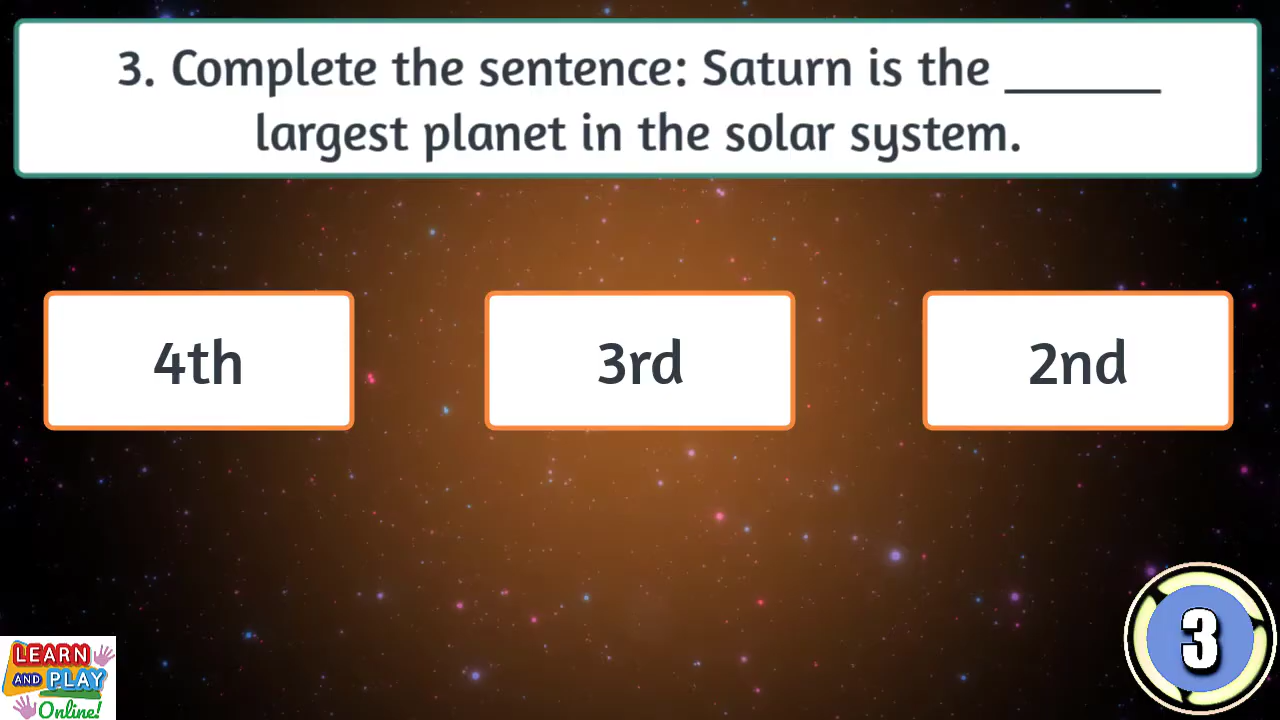 3. Complete the sentence: Saturn is the ______
largest planet in the solar system.
4th
3rd
2nd
3
LEARN
AND PLAY
Online!